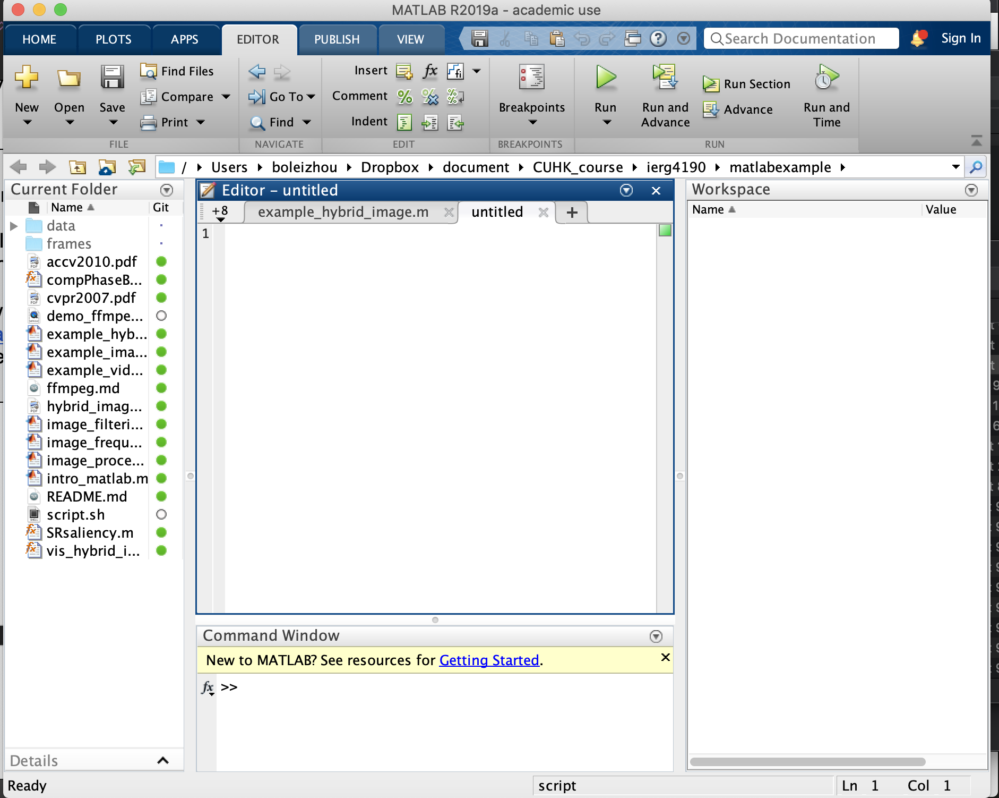 MATLAB R2019a - academic use
HOME PLOTS APPS EDITOR PUBLISH VIEW Search Documentation Sign In
New Open Save
Find Files
Compare
Print
FILE
Go To
Find
NAVIGATE
Insert fx fi
Comment % % %
Indent
EDIT
Breakpoints
BREAKPOINTS
Run
Run and Advance
Run Section
Advance
Run and Time
RUN
/ Users boleizhou Dropbox document CUHK_course ierg4190 matlabexample
Current Folder
Name Git
data
frames
accv2010.pdf
compPhaseB...
cvpr2007.pdf
demo_ffmpe...
example_hyb...
example_ima...
example_vid...
ffmpeg.md
hybrid_imag...
image_filteri...
image_frequ...
image_proce...
intro_matlab.m
README.md
script.sh
SRsaliency.m
vis_hybrid_i...
Details
Editor – untitled
+8 example_hybrid_image.m untitled +
1
Command Window
New to MATLAB? See resources for Getting Started.
fx >>
Workspace
Name Value
Ready script Ln 1 Col 1